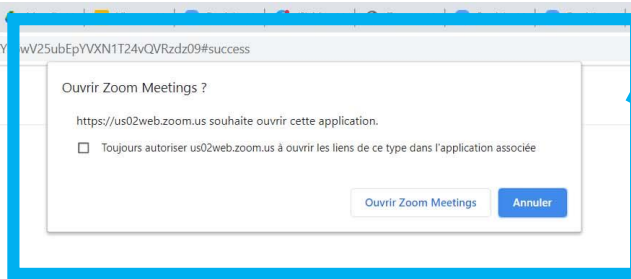 wV25ubEpYVXN1T24vQVRzdz09#success
Ouvrir Zoom Meetings ?
https://us02web.zoom.us souhaite ouvrir cette application.
Toujours autoriser us02web.zoom.us à ouvrir les liens de ce type dans l'application associée
Ouvrir Zoom Meetings Annuler